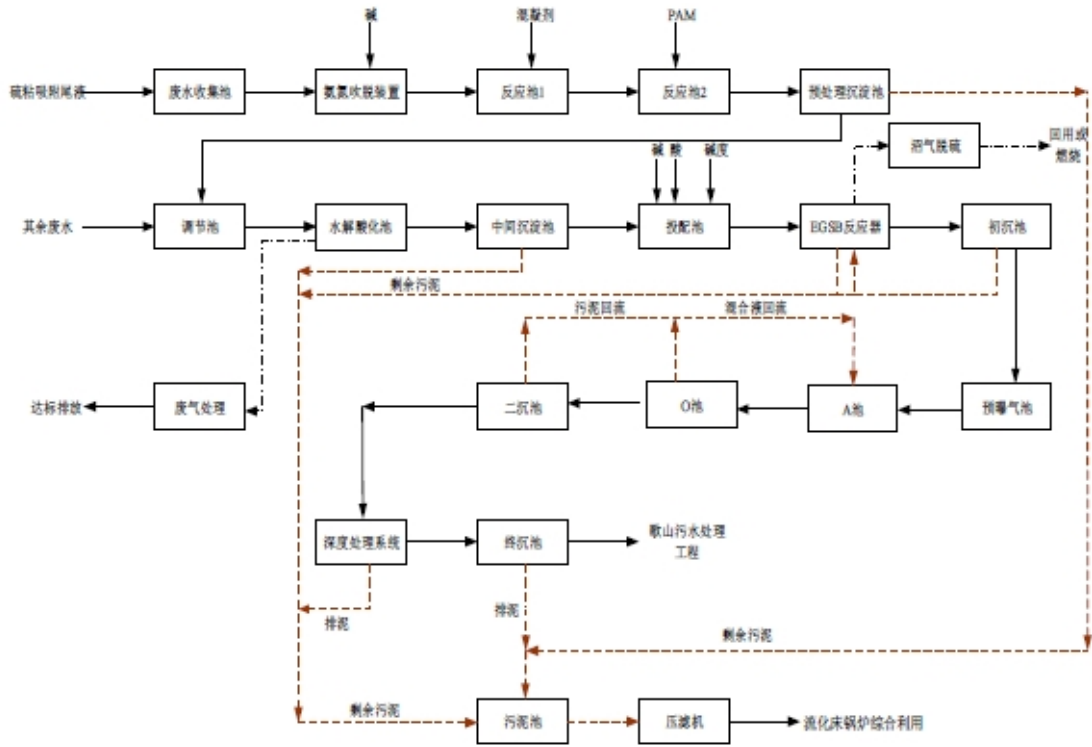 碱
混凝剂
PAM
硫粘吸附尾液
废水收集池
氨氮吹脱装置
反应池1
反应池2
预处理沉淀池
沼气脱硫
回用或
燃烧
碱 酸
碱度
其余废水
调节池
水解酸化池
中间沉淀池
投配池
EGSB反应器
初沉池
剩余污泥
污泥回流
混合液回流
达标排放
废气处理
二沉池
O池
A池
预曝气池
深度处理系统
终沉池
歌山污水处理
工程
排泥
排泥
剩余污泥
剩余污泥
污泥池
压滤机
流化床锅炉综合利用